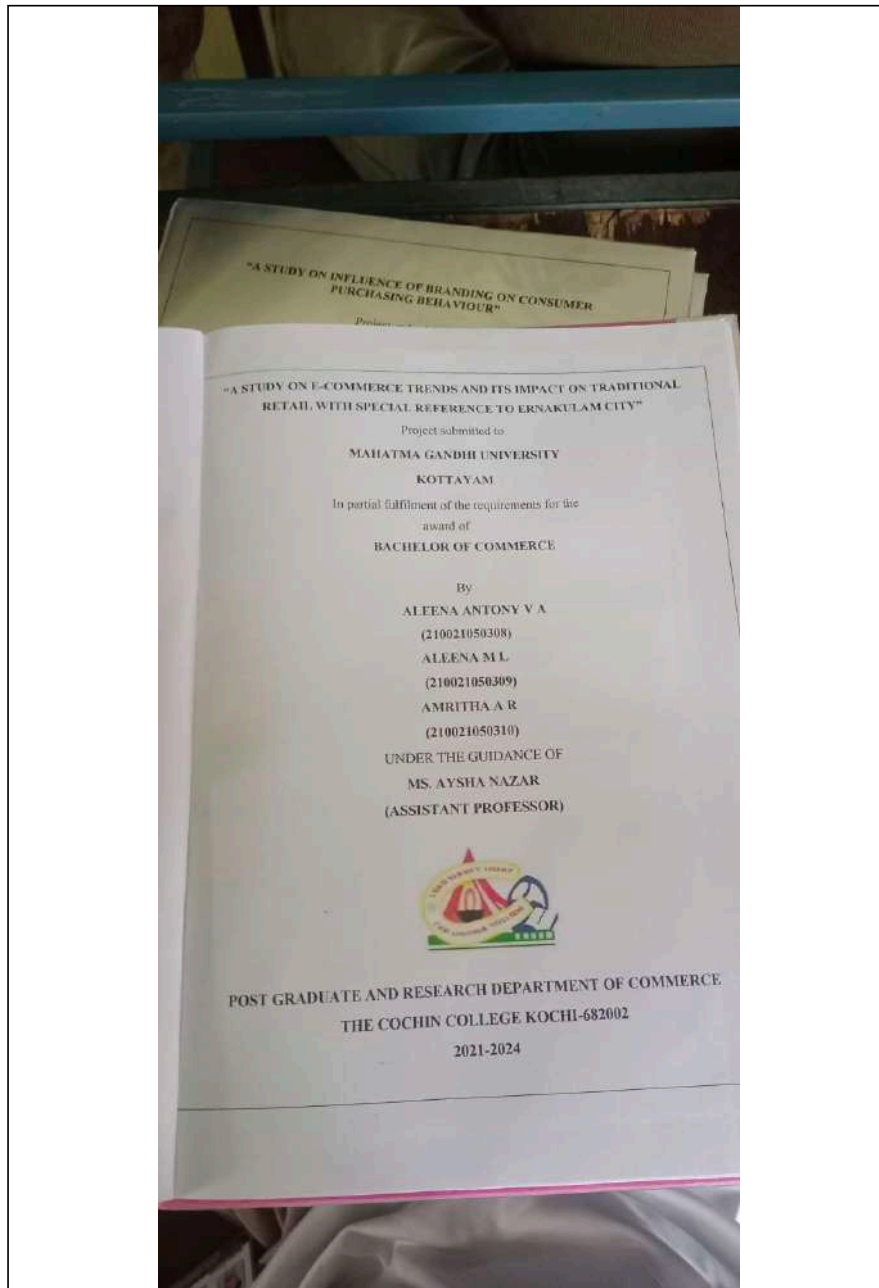 "A STUDY ON INFLUENCE OF BRANDING ON CONSUMER
PURCHASING BEHAVIOUR"
"A STUDY ON E-COMMERCE TRENDS AND ITS IMPACT ON TRADITIONAL
RETAIL WITH SPECIAL REFERENCE TO ERNAKULAM CITY"
Project submitted to
MAHATMA GANDHI UNIVERSITY
KOTTAYAM
In partial fulfilment of the requirements for the
award of
BACHELOR OF COMMERCE
By
ALEENA ANTONY V A
(210021050308)
ALEENA M L
(210021050309)
AMRITHA A R
(210021050310)
UNDER THE GUIDANCE OF
MS. AYSHA NAZAR
(ASSISTANT PROFESSOR)
POST GRADUATE AND RESEARCH DEPARTMENT OF COMMERCE
THE COCHIN COLLEGE KOCHI-682002
2021-2024